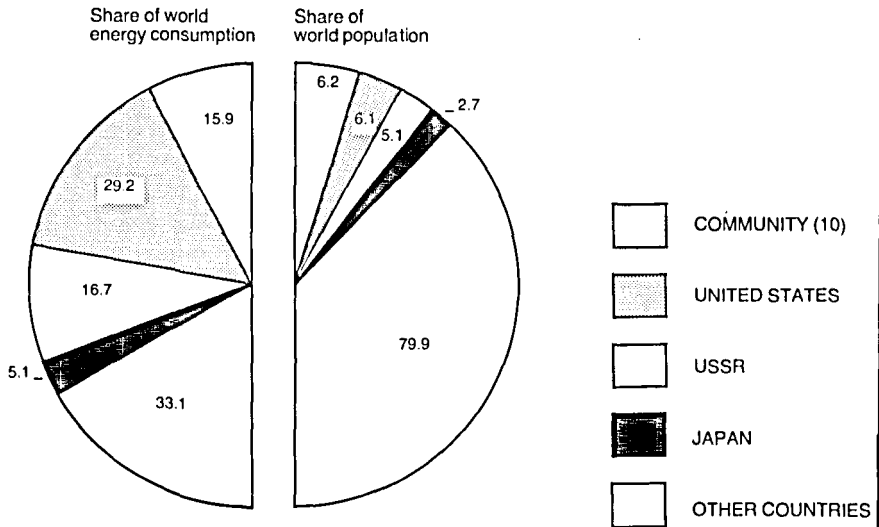 Share of world
energy consumption
Share of
world population
15.9
29.2
16.7
5.1
33.1
6.2
6.1
5.1
2.7
79.9
COMMUNITY (10)
UNITED STATES
USSR
JAPAN
OTHER COUNTRIES